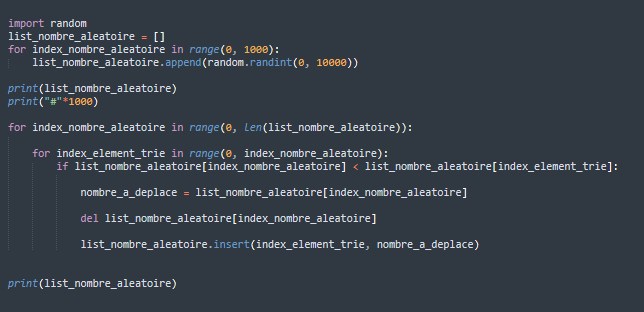 import random
list_nombre_aleatoire = []
for index_nombre_aleatoire in range(0, 1000):
    list_nombre_aleatoire.append(random.randint(0, 10000))
print(list_nombre_aleatoire)
print("#"*1000)
for index_nombre_aleatoire in range(0, len(list_nombre_aleatoire)):
    for index_element_trie in range(0, index_nombre_aleatoire):
        if list_nombre_aleatoire[index_nombre_aleatoire] < list_nombre_aleatoire[index_element_trie]:
            nombre_a_deplace = list_nombre_aleatoire[index_nombre_aleatoire]
            del list_nombre_aleatoire[index_nombre_aleatoire]
            list_nombre_aleatoire.insert(index_element_trie, nombre_a_deplace)
print(list_nombre_aleatoire)